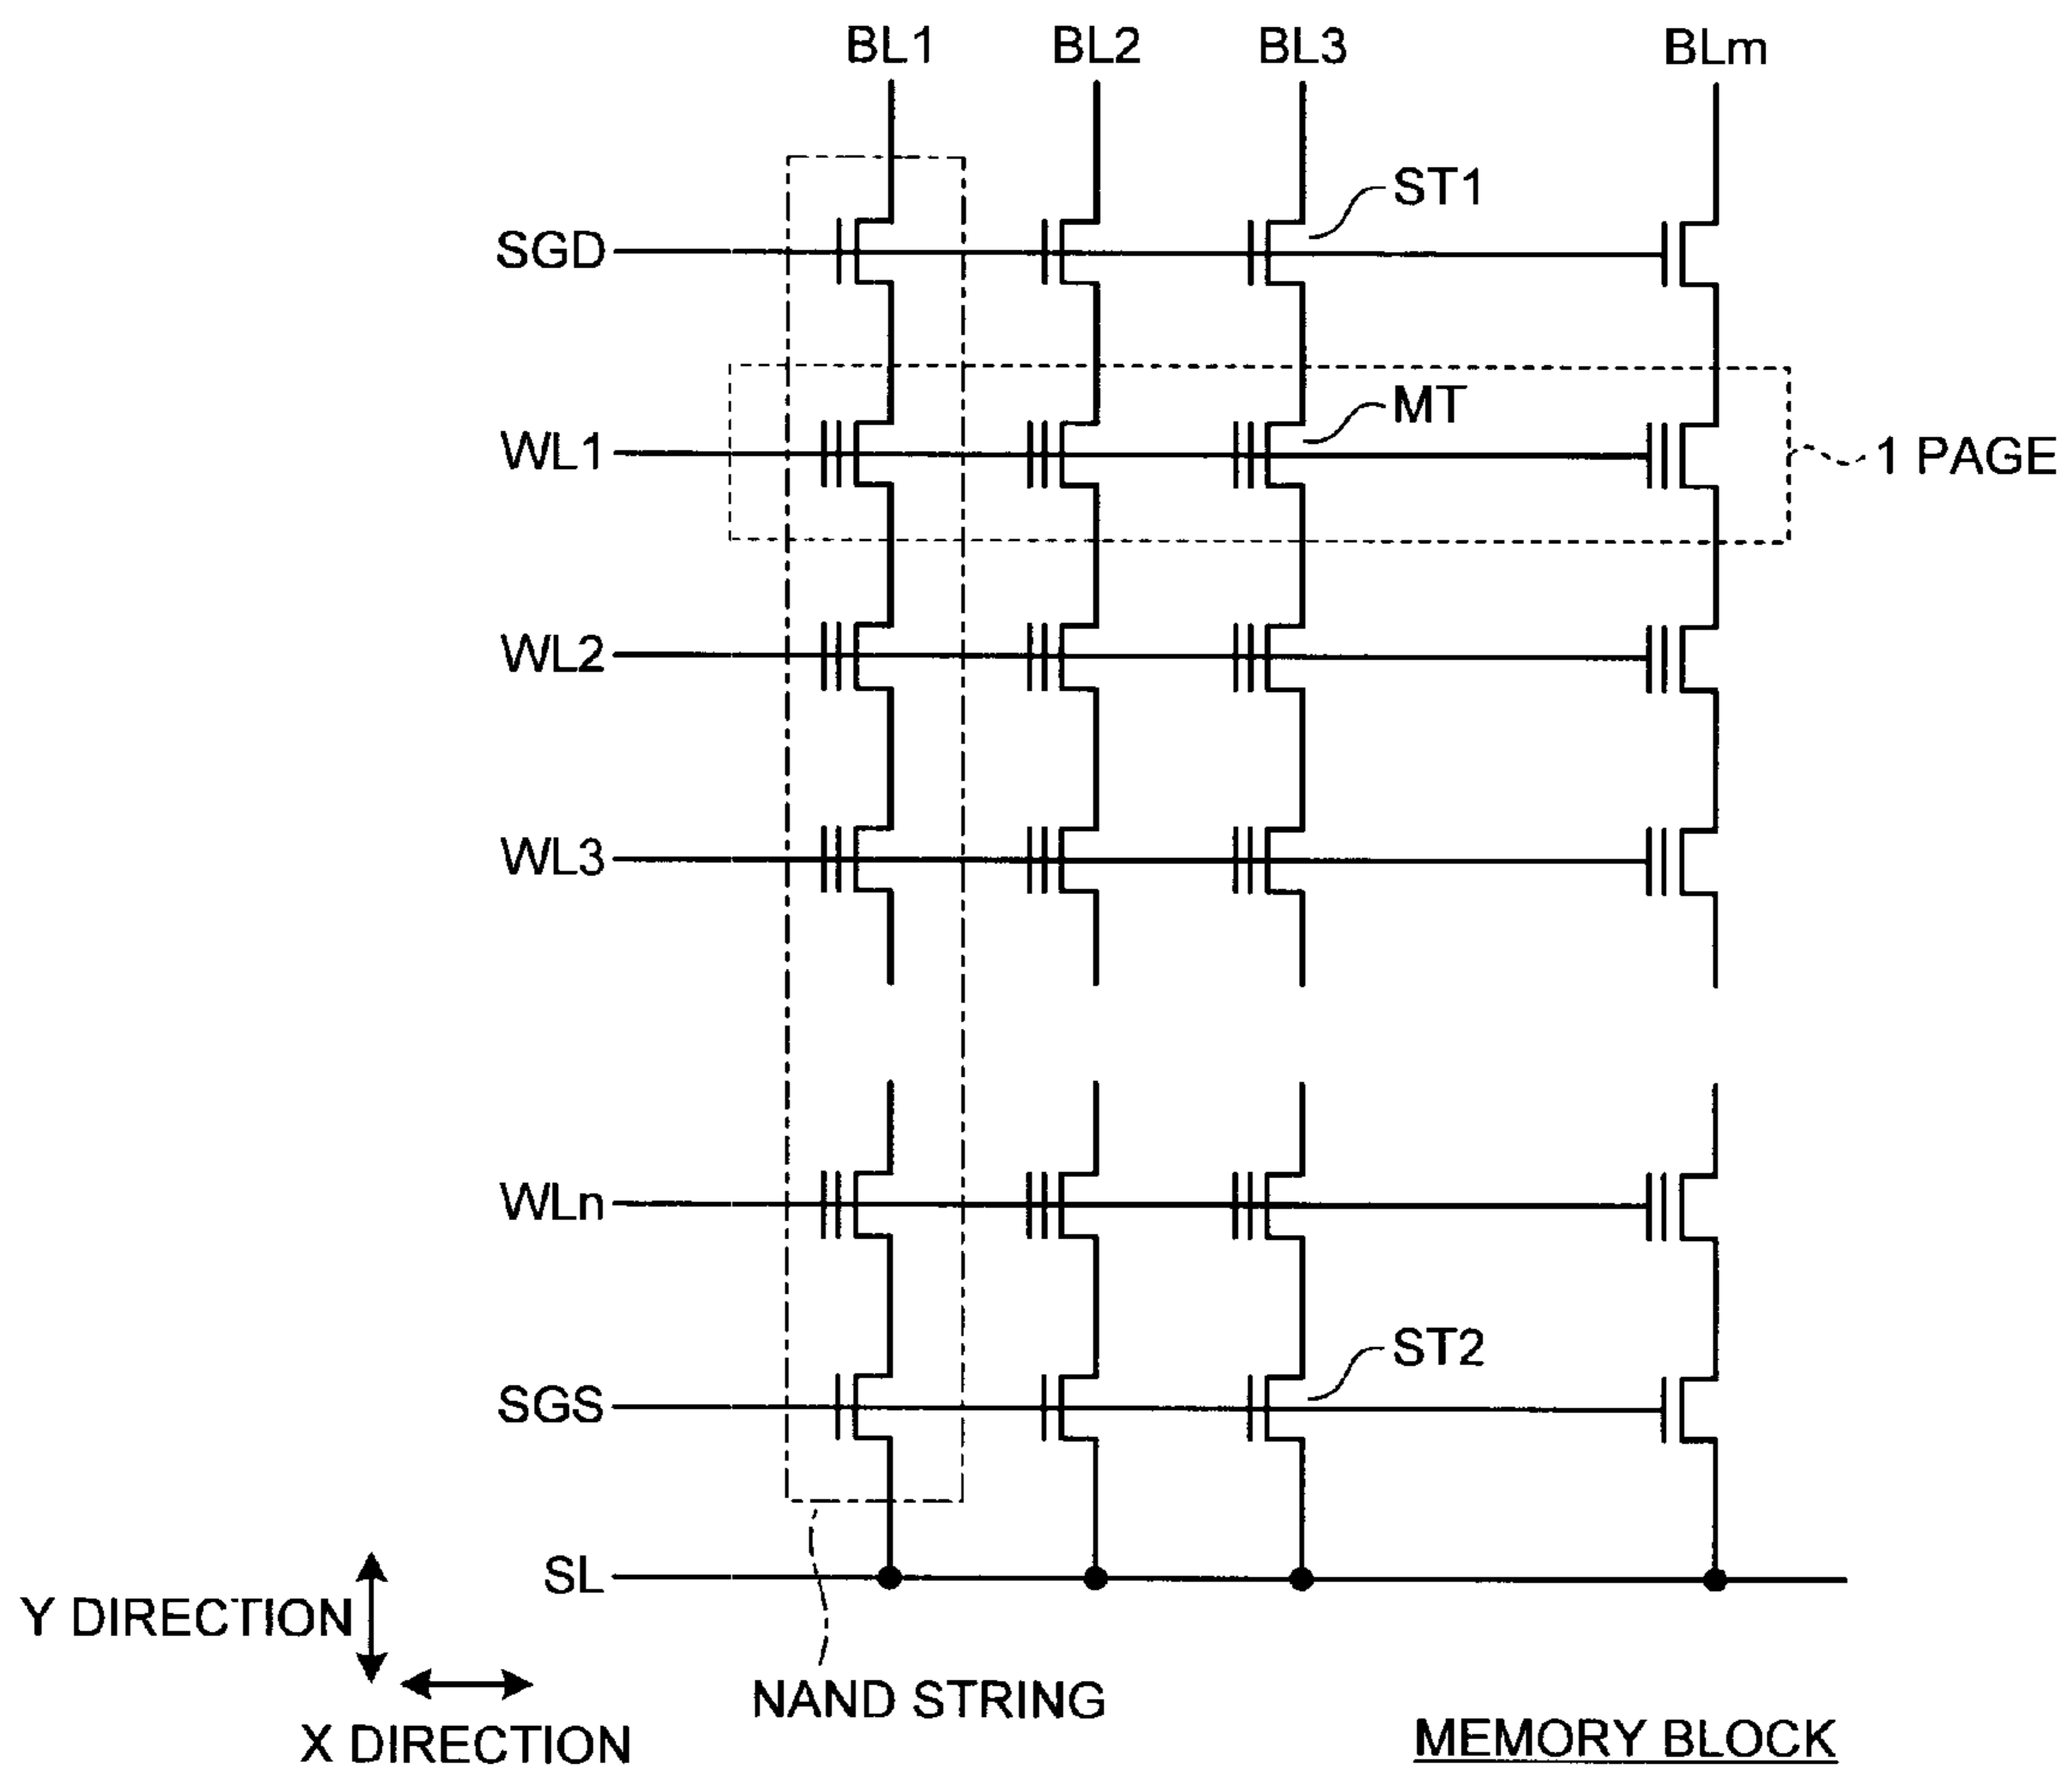 BL1 BL2 BL3 BLm
ST1
SGD
MT
WL1
1 PAGE
WL2
WL3
WLn
ST2
SGS
SL
Y DIRECTION
NAND STRING
X DIRECTION
MEMORY BLOCK